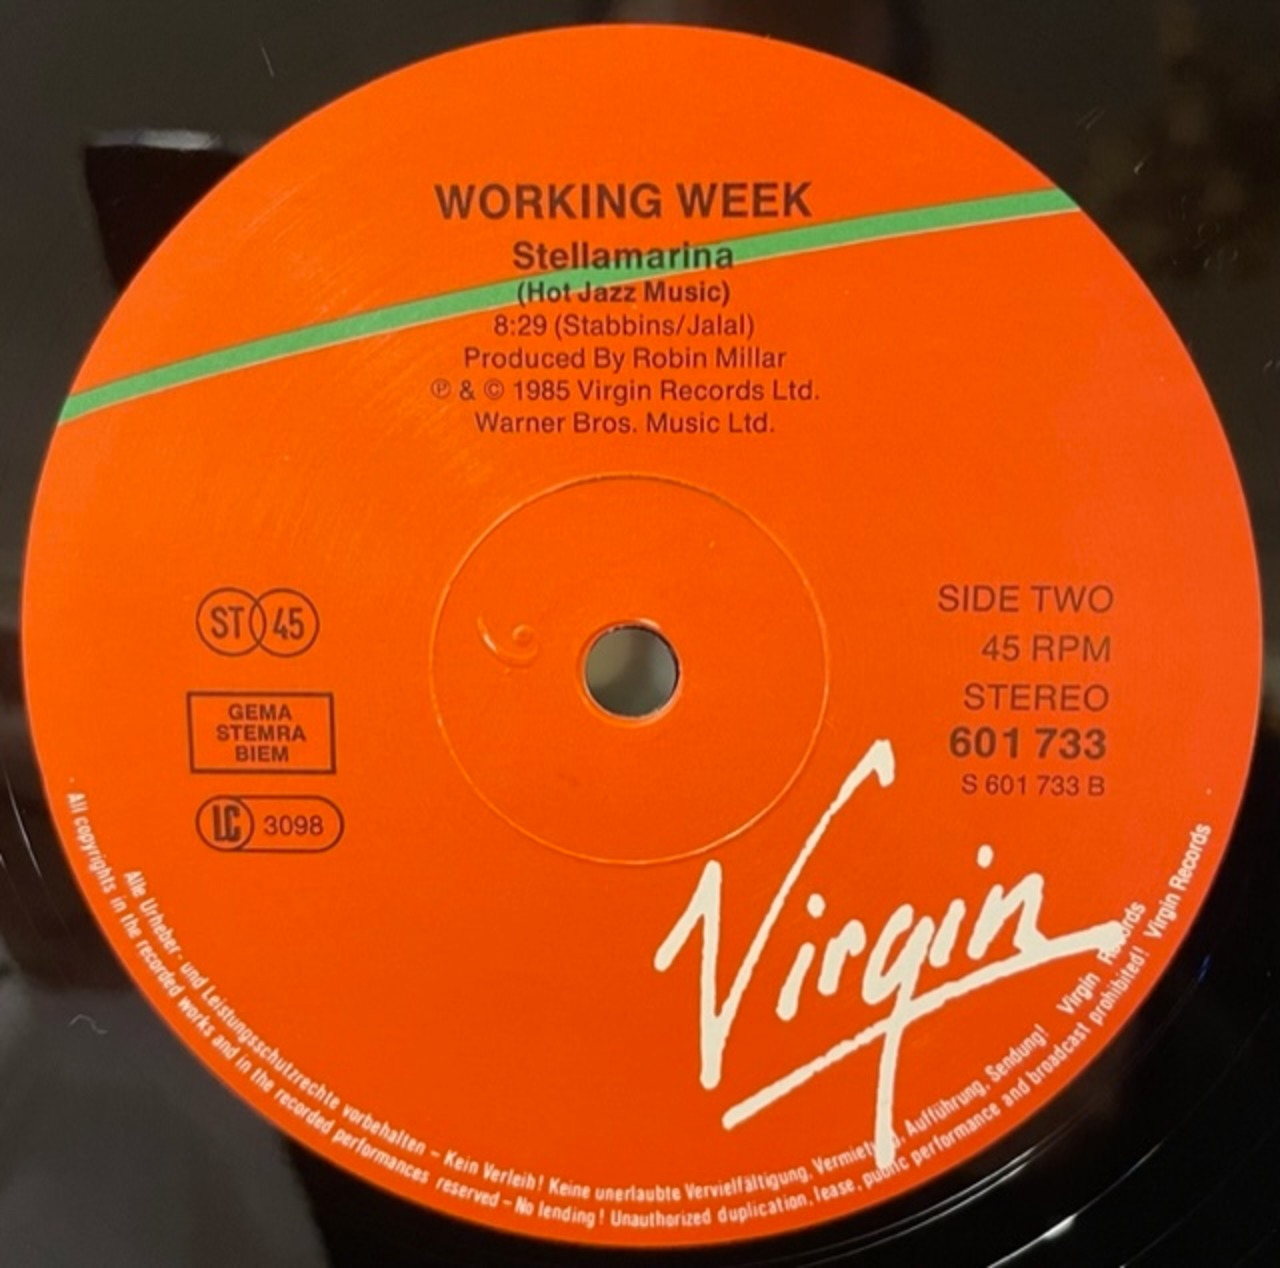 WORKING WEEK
Stellamarina
(Hot Jazz Music)
8:29 (Stabbins/Jalal)
Produced By Robin Millar
℗ & © 1985 Virgin Records Ltd.
Warner Bros. Music Ltd.
ST 45
GEMA
STEMRA
BIEM
LC 3098
SIDE TWO
45 RPM
STEREO
601 733
S 601 733 B
Virgin
Alle Urheber- und Leistungsschutzrechte vorbehalten – Kein Verleih! Keine unerlaubte Vervielfältigung, Vermietung, Aufführung, Sendung! Virgin Records
All copyrights in the recorded works and in the recorded performances reserved – No lending! Unauthorized duplication, lease, public performance and broadcast prohibited! Virgin Records